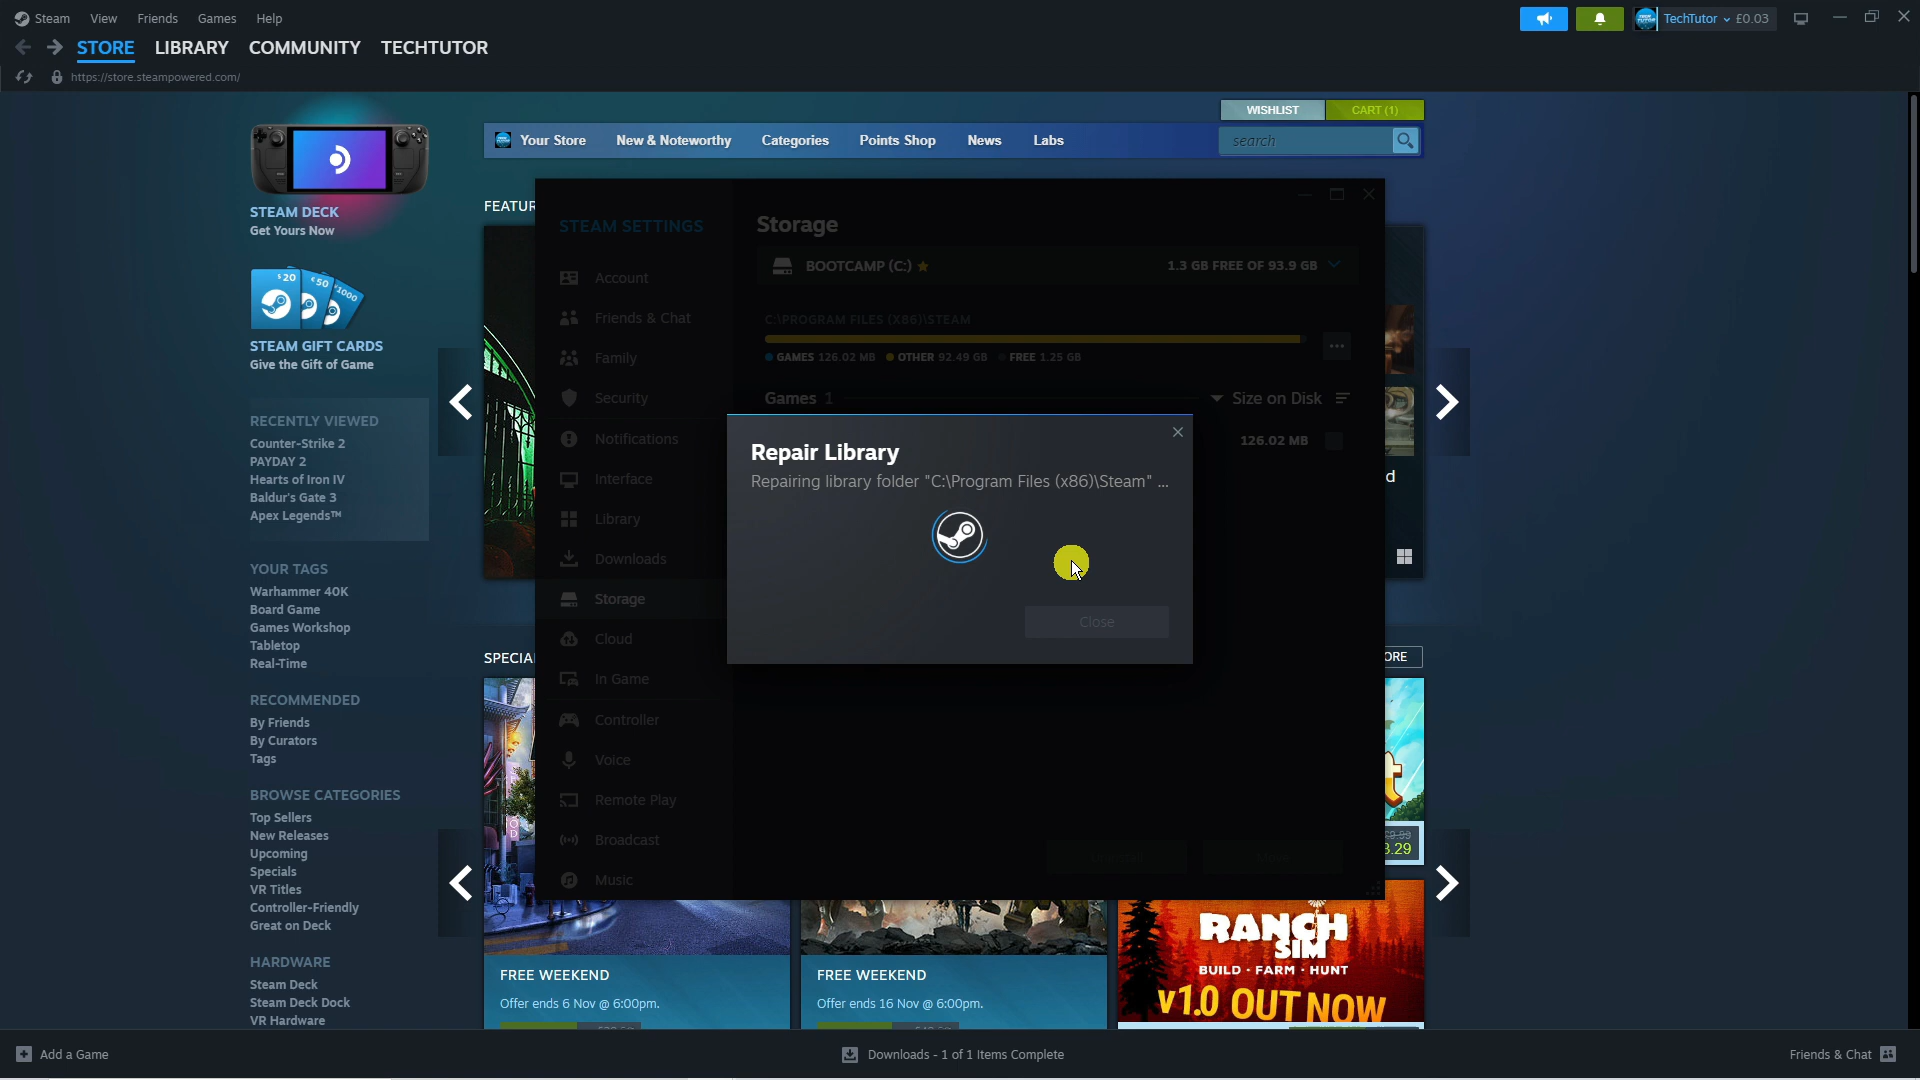 Steam View Friends Games Help
TechTutor £0.03
STORE LIBRARY COMMUNITY TECHTUTOR
https://store.steampowered.com/
WISHLIST CART (1)
Your Store New & Noteworthy Categories Points Shop News Labs
search
STEAM DECK
Get Yours Now
$20 €50 ¥1000
STEAM GIFT CARDS
Give the Gift of Game
RECENTLY VIEWED
Counter-Strike 2
PAYDAY 2
Hearts of Iron IV
Baldur's Gate 3
Apex Legends™
YOUR TAGS
Warhammer 40K
Board Game
Games Workshop
Tabletop
Real-Time
RECOMMENDED
By Friends
By Curators
Tags
BROWSE CATEGORIES
Top Sellers
New Releases
Upcoming
Specials
VR Titles
Controller-Friendly
Great on Deck
HARDWARE
Steam Deck
Steam Deck Dock
VR Hardware
FEATUR
STEAM SETTINGS
Account
Friends & Chat
Family
Security
Notifications
Interface
Library
Downloads
Storage
Cloud
In Game
Controller
Voice
Remote Play
Broadcast
Music
Storage
BOOTCAMP (C:) 1.3 GB FREE OF 93.9 GB
C:\PROGRAM FILES (X86)\STEAM
GAMES 126.02 MB OTHER 92.49 GB FREE 1.25 GB
Games 1 Size on Disk
126.02 MB
Repair Library
Repairing library folder "C:\Program Files (x86)\Steam" ...
Close
d
SPECIA
ORE
£9.99
3.29
FREE WEEKEND
Offer ends 6 Nov @ 6:00pm.
FREE WEEKEND
Offer ends 16 Nov @ 6:00pm.
RANCH
SIM
BUILD · FARM · HUNT
v1.0 OUT NOW
Add a Game
Downloads - 1 of 1 Items Complete
Friends & Chat